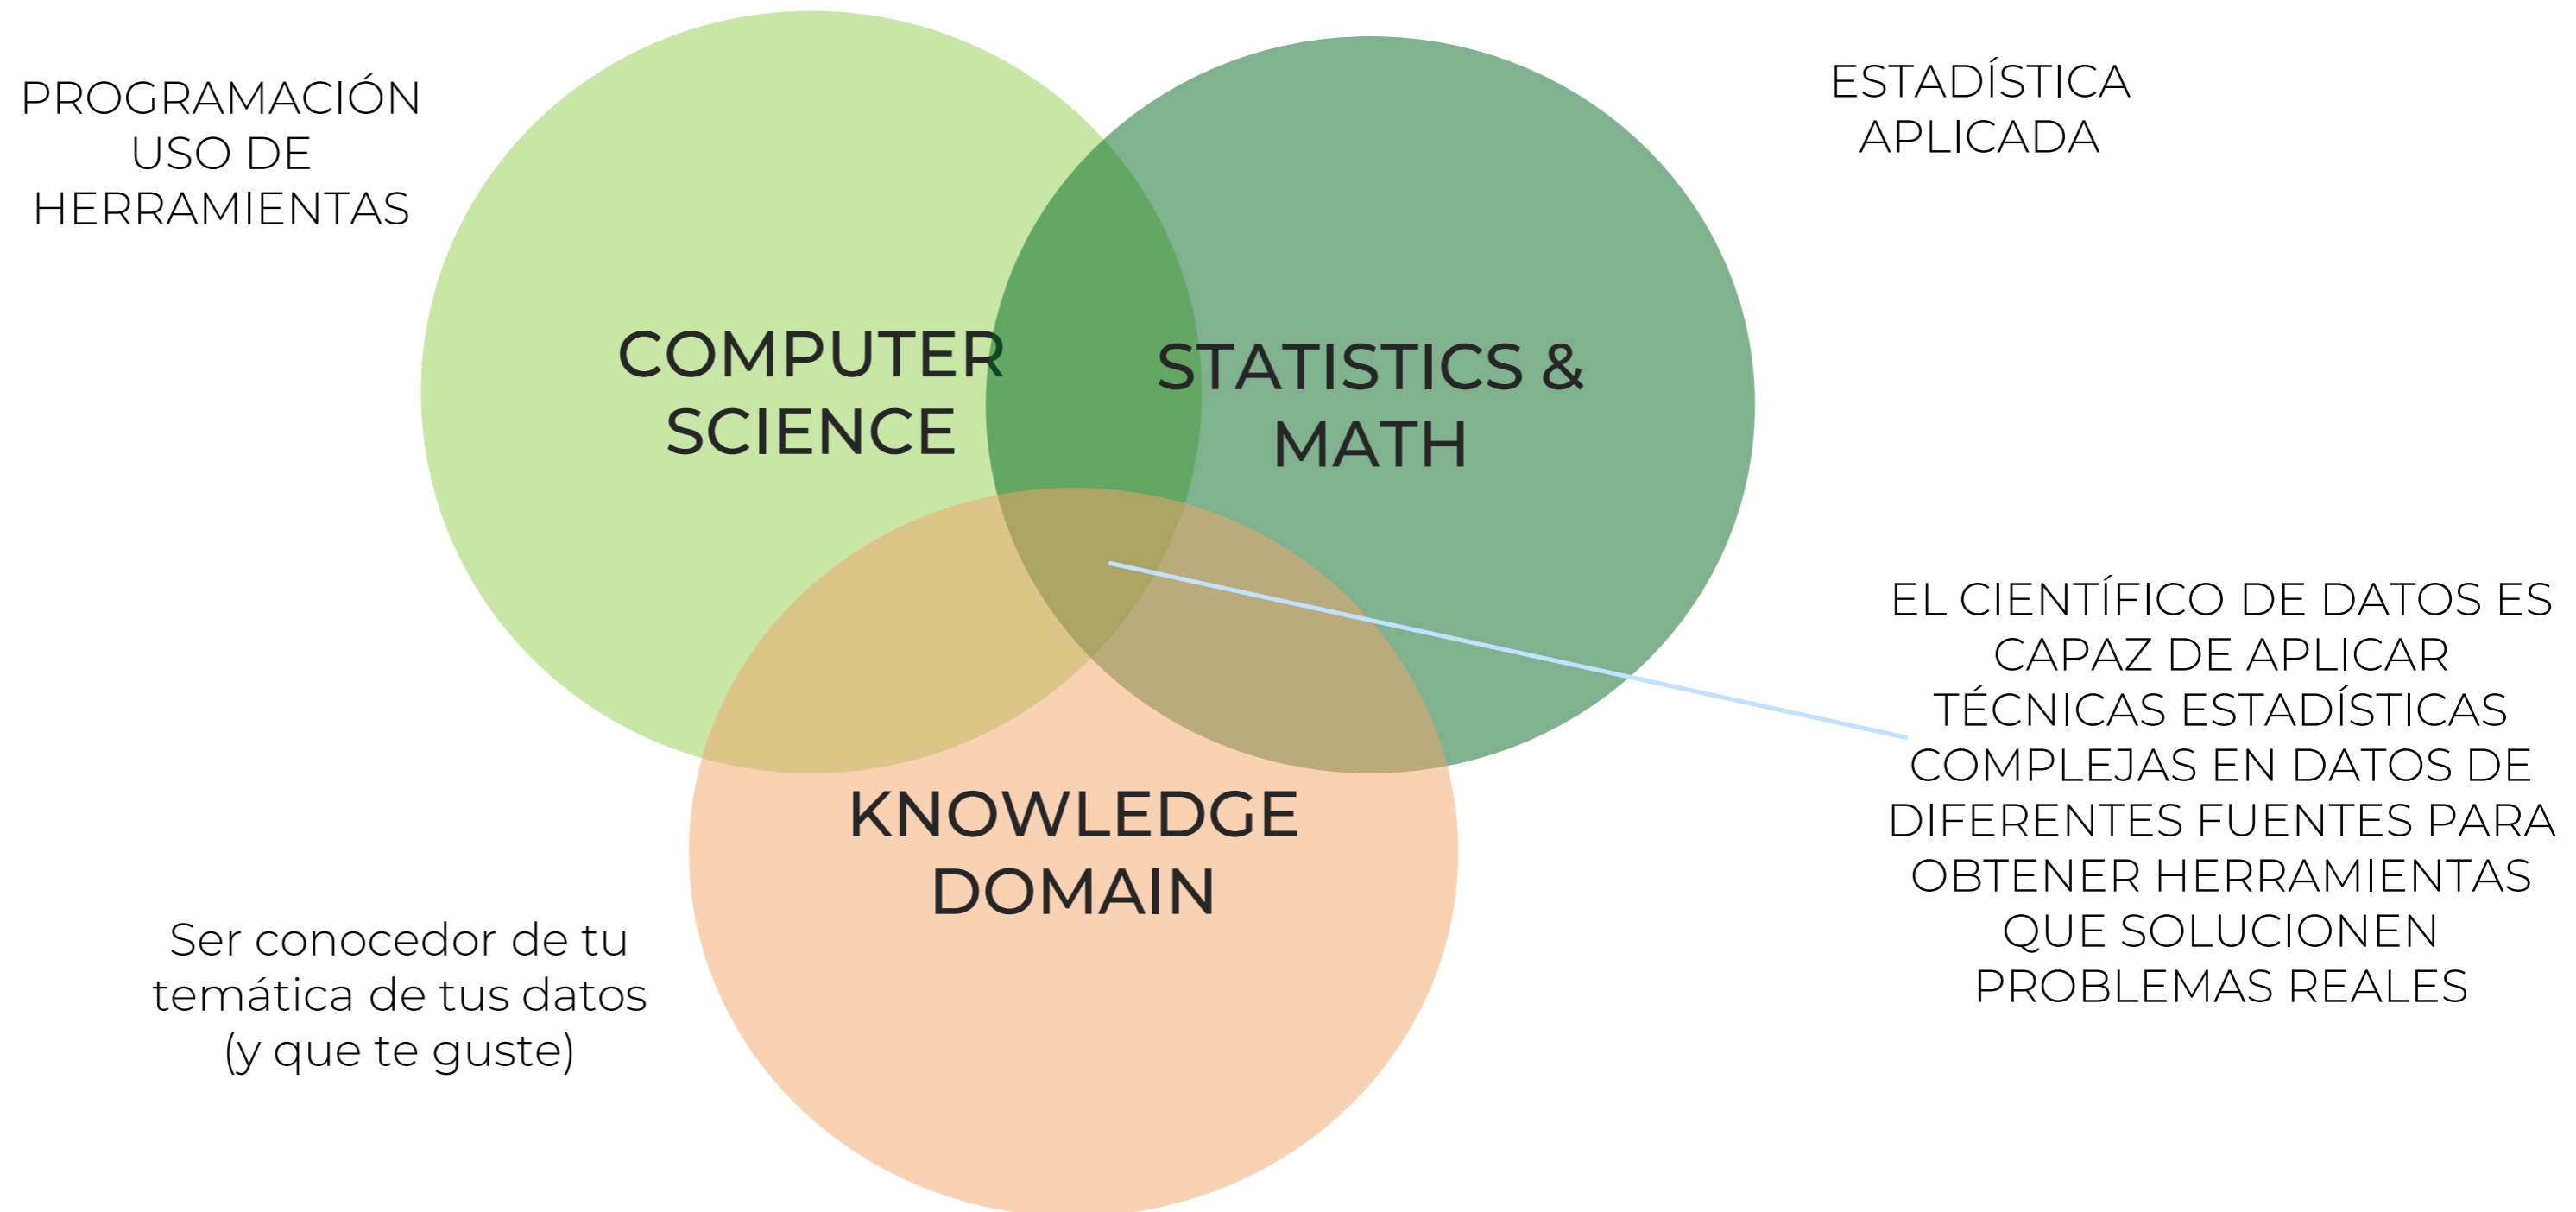 PROGRAMACIÓN
USO DE
HERRAMIENTAS
ESTADÍSTICA
APLICADA
COMPUTER
SCIENCE
STATISTICS &
MATH
EL CIENTÍFICO DE DATOS ES
CAPAZ DE APLICAR
TÉCNICAS ESTADÍSTICAS
COMPLEJAS EN DATOS DE
DIFERENTES FUENTES PARA
OBTENER HERRAMIENTAS
QUE SOLUCIONEN
PROBLEMAS REALES
KNOWLEDGE
DOMAIN
Ser conocedor de tu
temática de tus datos
(y que te guste)